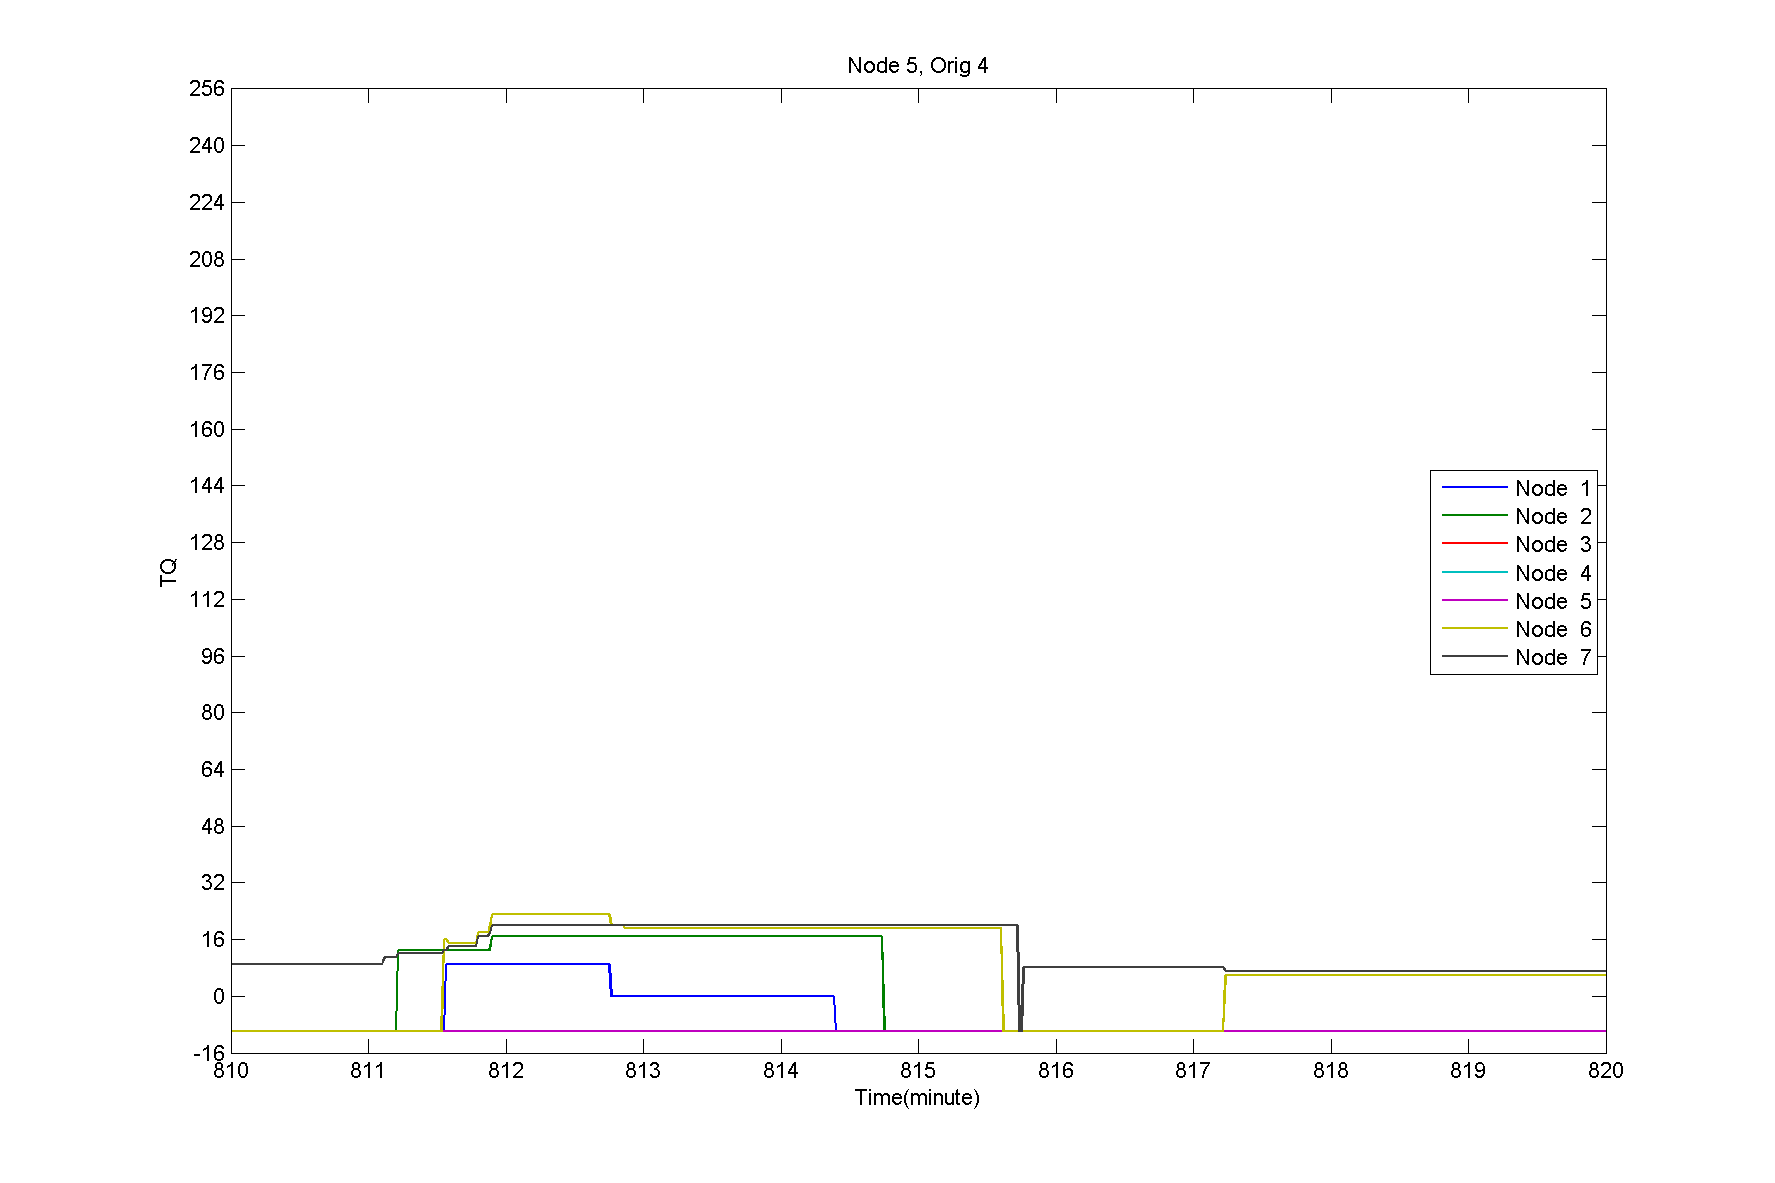 Node 5, Orig 4
256
240
224
208
192
176
160
144
128
112
96
80
64
48
32
16
0
-16
TQ
Node 1
Node 2
Node 3
Node 4
Node 5
Node 6
Node 7
810 811 812 813 814 815 816 817 818 819 820
Time(minute)